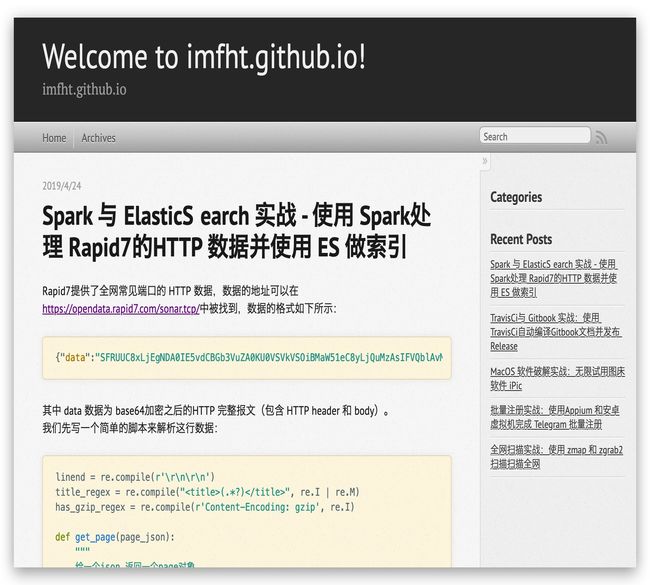 Welcome to imfht.github.io!
imfht.github.io
Home
Archives
Search
2019/4/24
Spark 与 ElasticS earch 实战 - 使用 Spark处
理 Rapid7的HTTP 数据并使用 ES 做索引
Rapid7提供了全网常见端口的 HTTP 数据，数据的地址可以在
https://opendata.rapid7.com/sonar.tcp/中被找到，数据的格式如下所示：
{"data":"SFRUUC8xLjEgNDA0IE5vdCBGb3VuZA0KU0VSVkVSOiBMaW51eC8yLjQuMzAsIFVQblAvM
其中 data 数据为 base64加密之后的HTTP 完整报文（包含 HTTP header 和 body）。
我们先写一个简单的脚本来解析这行数据：
linend = re.compile(r'\r\n\r\n')
title_regex = re.compile("<title>(.*?)</title>", re.I | re.M)
has_gzip_regex = re.compile(r'Content-Encoding: gzip', re.I)
def get_page(page_json):
"""
给一个json 返回一个page对象
»
Categories
Recent Posts
Spark 与 ElasticS earch 实战 - 使用
Spark处理 Rapid7的HTTP 数据并使
用 ES 做索引
TravisCi与 Gitbook 实战：使用
TravisCi自动编译Gitbook文档并发布
Release
MacOS 软件破解实战：无限试用图床
软件 iPic
批量注册实战：使用Appium 和安卓
虚拟机完成 Telegram 批量注册
全网扫描实战：使用 zmap 和 zgrab2
扫描扫描全网